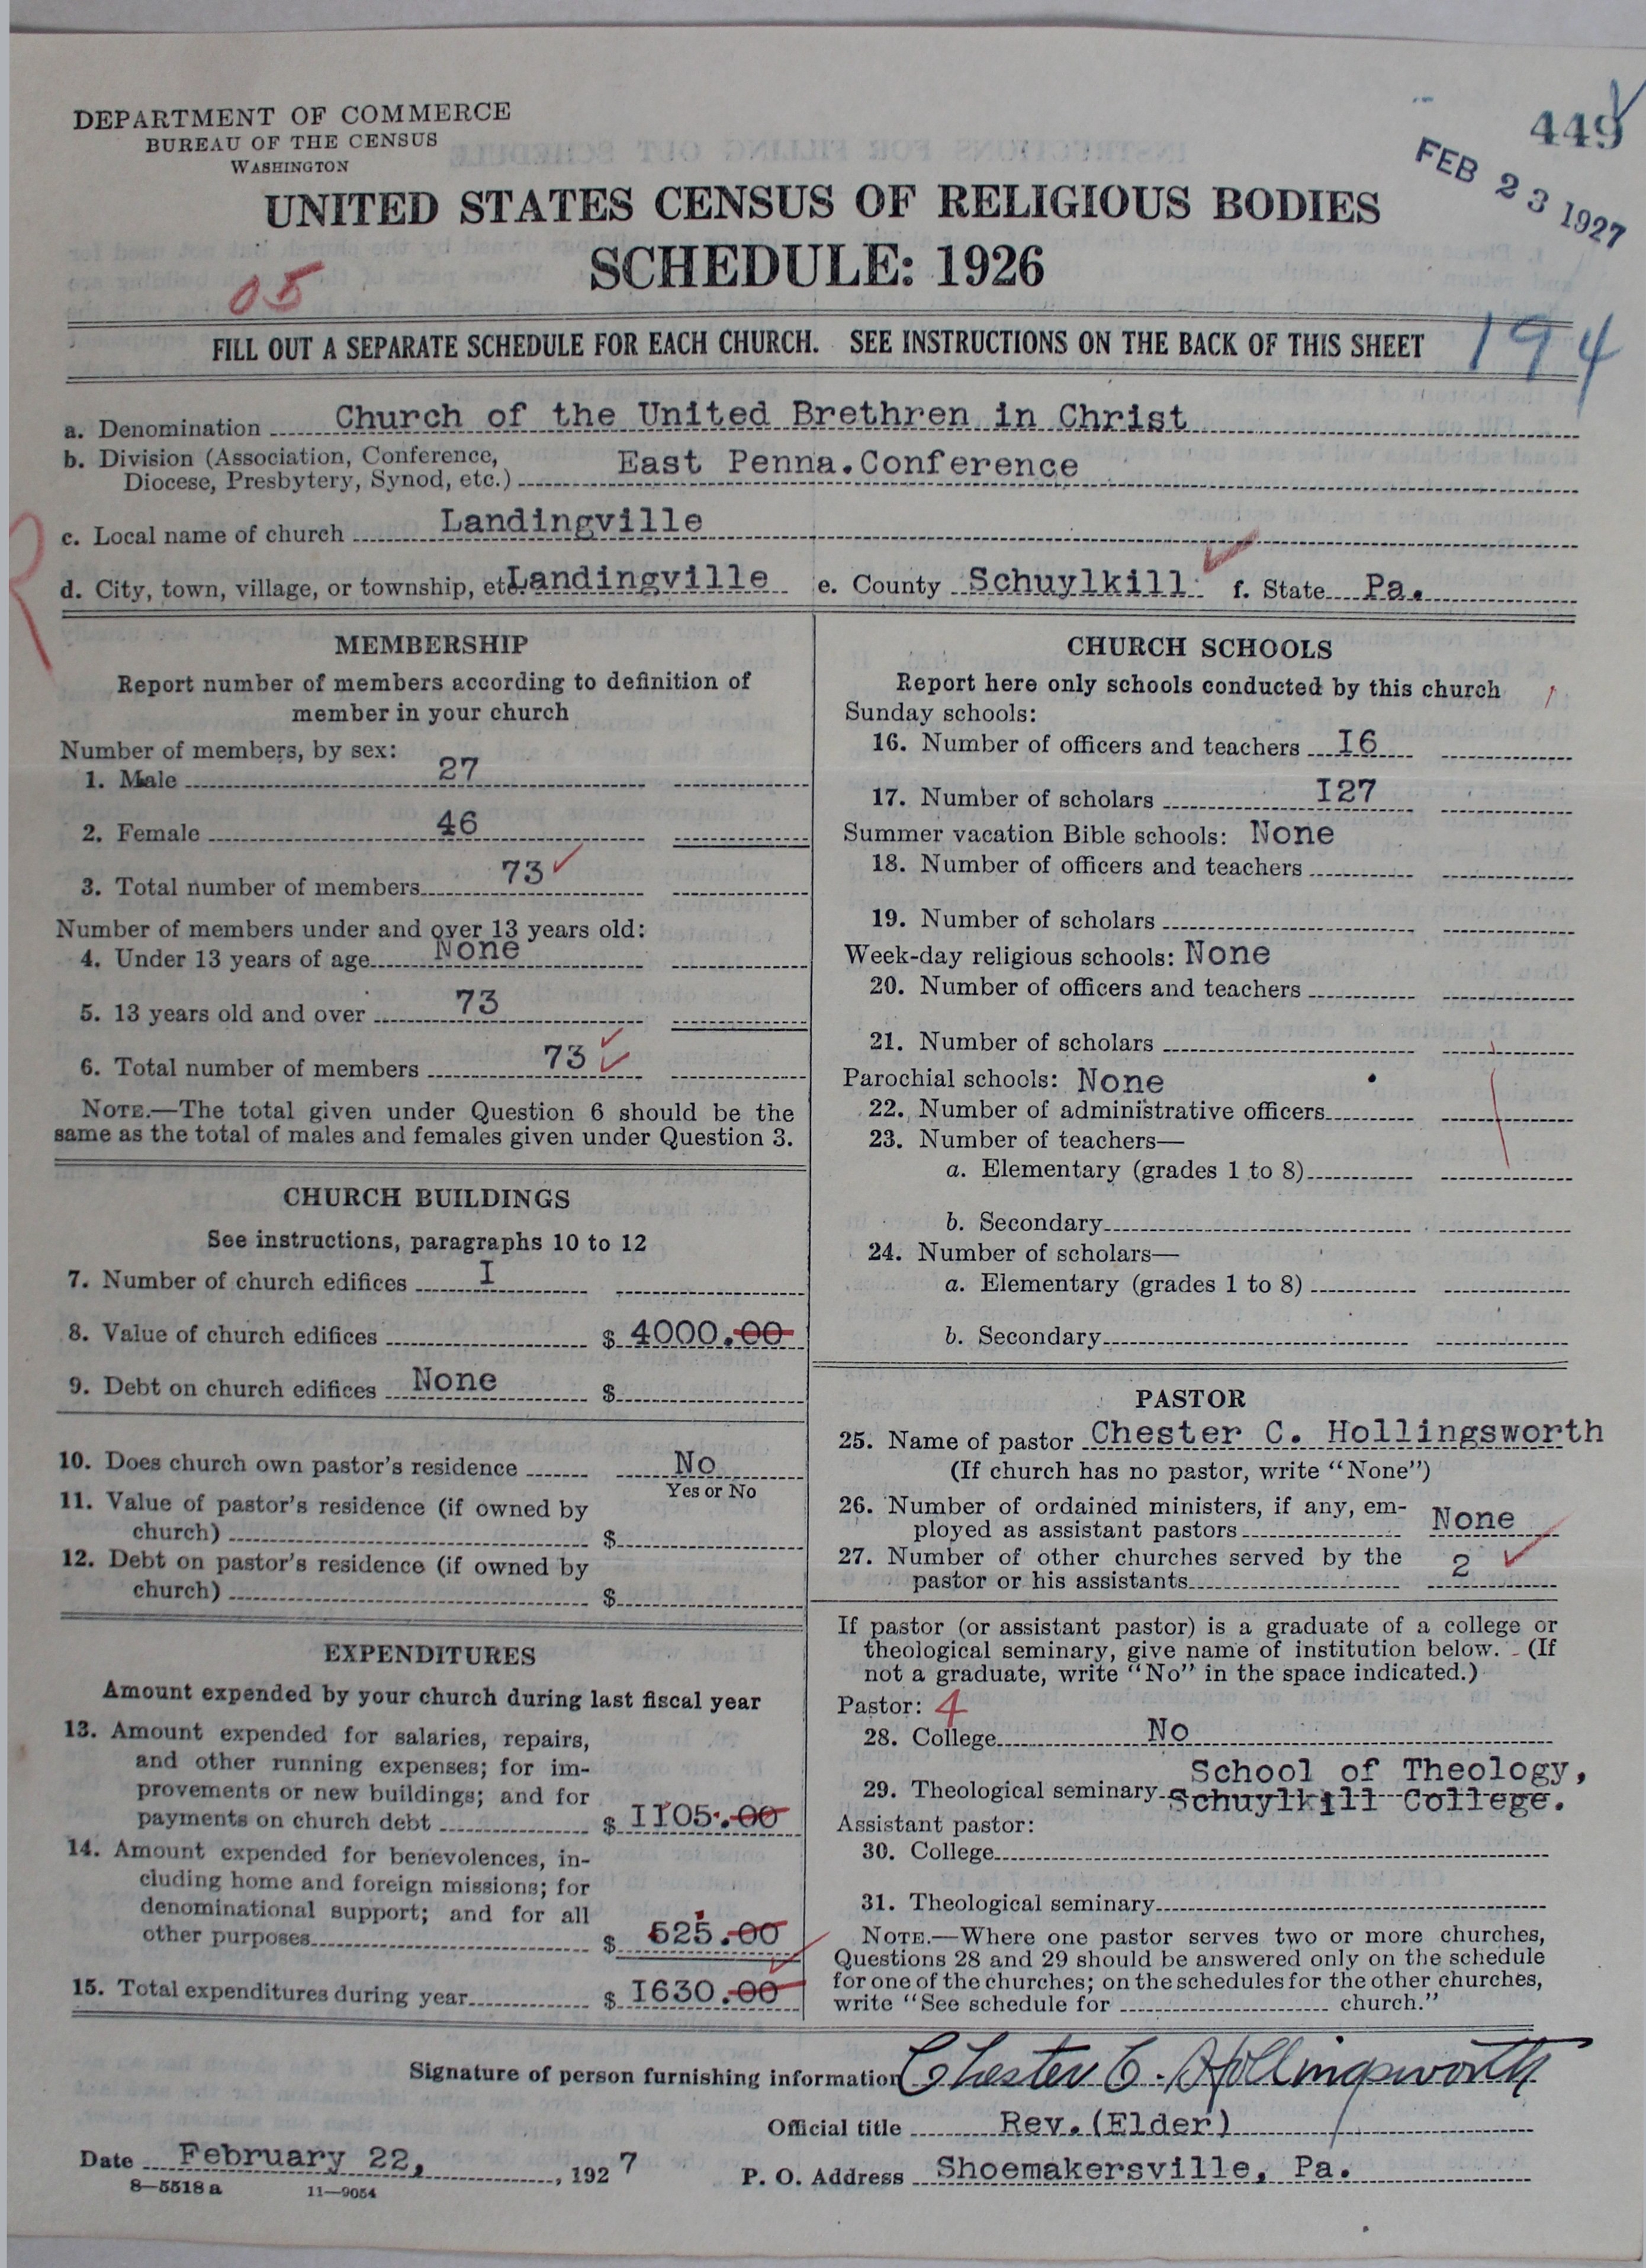 DEPARTMENT OF COMMERCE
BUREAU OF THE CENSUS
WASHINGTON
449
FEB 23 1927
UNITED STATES CENSUS OF RELIGIOUS BODIES
SCHEDULE: 1926
05
FILL OUT A SEPARATE SCHEDULE FOR EACH CHURCH. SEE INSTRUCTIONS ON THE BACK OF THIS SHEET
194
a. Denomination Church of the United Brethren in Christ
b. Division (Association, Conference,
Diocese, Presbytery, Synod, etc.) East Penna. Conference
c. Local name of church Landingville
d. City, town, village, or township, etc. Landingville e. County Schuylkill f. State Pa.
R
MEMBERSHIP
Report number of members according to definition of
member in your church
Number of members, by sex:
1. Male 27
2. Female 46
3. Total number of members 73
Number of members under and over 13 years old:
4. Under 13 years of age None
5. 13 years old and over 73
6. Total number of members 73
NOTE.—The total given under Question 6 should be the
same as the total of males and females given under Question 3.
CHURCH BUILDINGS
See instructions, paragraphs 10 to 12
7. Number of church edifices I
8. Value of church edifices $ 4000.00
9. Debt on church edifices None $
10. Does church own pastor's residence No
Yes or No
11. Value of pastor's residence (if owned by
church) $
12. Debt on pastor's residence (if owned by
church) $
EXPENDITURES
Amount expended by your church during last fiscal year
13. Amount expended for salaries, repairs,
and other running expenses; for im-
provements or new buildings; and for
payments on church debt $ II05.00
14. Amount expended for benevolences, in-
cluding home and foreign missions; for
denominational support; and for all
other purposes $ 525.00
15. Total expenditures during year $ I630.00
CHURCH SCHOOLS
Report here only schools conducted by this church
Sunday schools:
16. Number of officers and teachers I6
17. Number of scholars I27
Summer vacation Bible schools: None
18. Number of officers and teachers
19. Number of scholars
Week-day religious schools: None
20. Number of officers and teachers
21. Number of scholars
Parochial schools: None
22. Number of administrative officers
23. Number of teachers—
a. Elementary (grades 1 to 8)
b. Secondary
24. Number of scholars—
a. Elementary (grades 1 to 8)
b. Secondary
PASTOR
25. Name of pastor Chester C. Hollingsworth
(If church has no pastor, write "None")
26. Number of ordained ministers, if any, em-
ployed as assistant pastors None
27. Number of other churches served by the
pastor or his assistants 2
If pastor (or assistant pastor) is a graduate of a college or
theological seminary, give name of institution below. (If
not a graduate, write "No" in the space indicated.)
Pastor: 4
28. College No
School of Theology,
29. Theological seminary Schuylkill College.
Assistant pastor:
30. College
31. Theological seminary
NOTE.—Where one pastor serves two or more churches,
Questions 28 and 29 should be answered only on the schedule
for one of the churches; on the schedules for the other churches,
write "See schedule for church."
Signature of person furnishing information Chester C. Hollingsworth
Official title Rev. (Elder)
Date February 22, 1927
P. O. Address Shoemakersville, Pa.
8—5518 a 11—9054